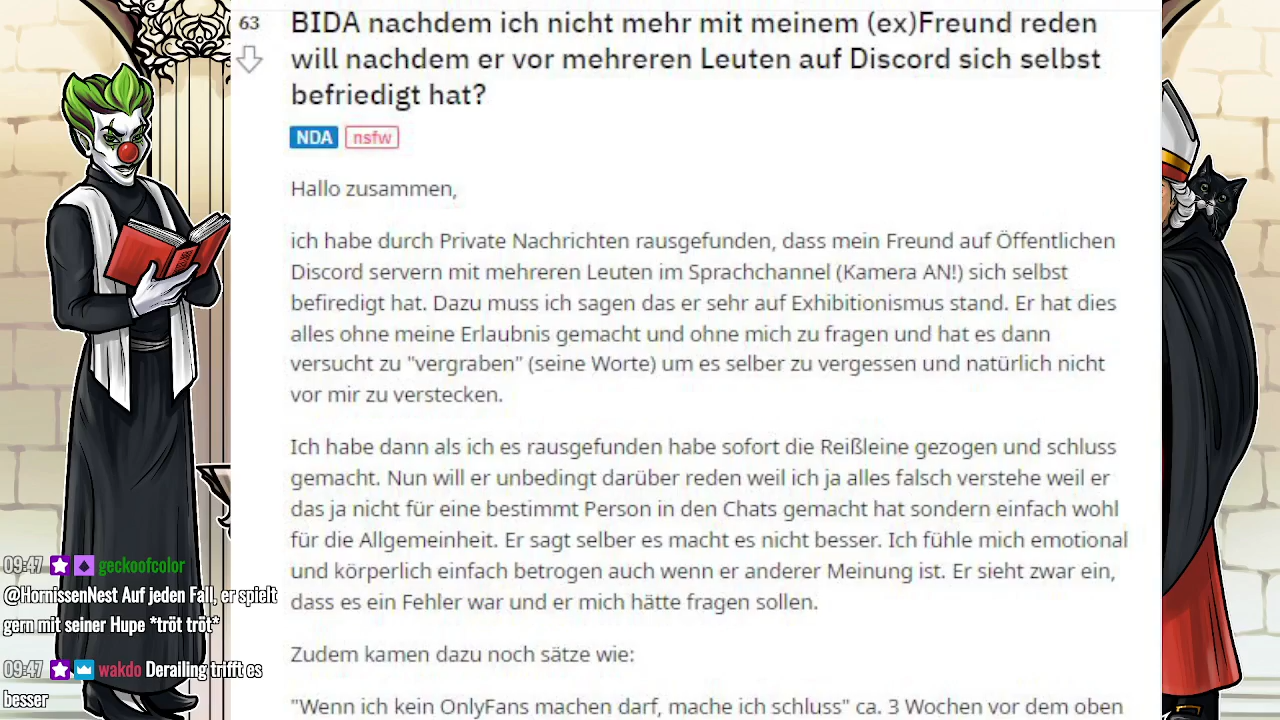 63
BIDA nachdem ich nicht mehr mit meinem (ex)Freund reden
will nachdem er vor mehreren Leuten auf Discord sich selbst
befriedigt hat?
NDA nsfw
Hallo zusammen,
ich habe durch Private Nachrichten rausgefunden, dass mein Freund auf Öffentlichen
Discord servern mit mehreren Leuten im Sprachchannel (Kamera AN!) sich selbst
befiredigt hat. Dazu muss ich sagen das er sehr auf Exhibitionismus stand. Er hat dies
alles ohne meine Erlaubnis gemacht und ohne mich zu fragen und hat es dann
versucht zu "vergraben" (seine Worte) um es selber zu vergessen und natürlich nicht
vor mir zu verstecken.
Ich habe dann als ich es rausgefunden habe sofort die Reißleine gezogen und schluss
gemacht. Nun will er unbedingt darüber reden weil ich ja alles falsch verstehe weil er
das ja nicht für eine bestimmt Person in den Chats gemacht hat sondern einfach wohl
für die Allgemeinheit. Er sagt selber es macht es nicht besser. Ich fühle mich emotional
und körperlich einfach betrogen auch wenn er anderer Meinung ist. Er sieht zwar ein,
dass es ein Fehler war und er mich hätte fragen sollen.
Zudem kamen dazu noch sätze wie:
"Wenn ich kein OnlyFans machen darf, mache ich schluss" ca. 3 Wochen vor dem oben
09:47 geckoofcolor
@HornissenNest Auf jeden Fall, er spielt
gern mit seiner Hupe *tröt tröt*
09:47 wakdo Derailing trifft es
besser